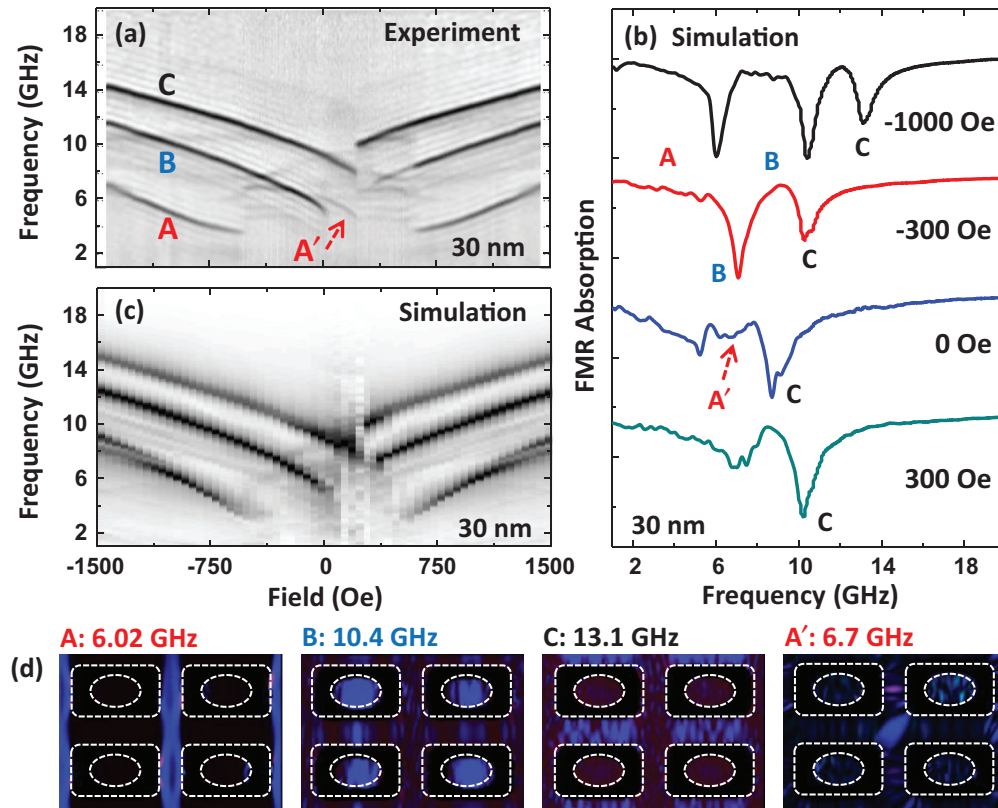 (a)
Experiment
Frequency (GHz)
18
14
10
6
2
C
B
A
A′
30 nm
(c)
Simulation
Frequency (GHz)
18
14
10
6
2
30 nm
-1500 -750 0 750 1500
Field (Oe)
(b) Simulation
FMR Absorption
-1000 Oe
A B C
-300 Oe
B C
0 Oe
A′ C
300 Oe
C
30 nm
2 6 10 14 18
Frequency (GHz)
(d)
A: 6.02 GHz
B: 10.4 GHz
C: 13.1 GHz
A′: 6.7 GHz